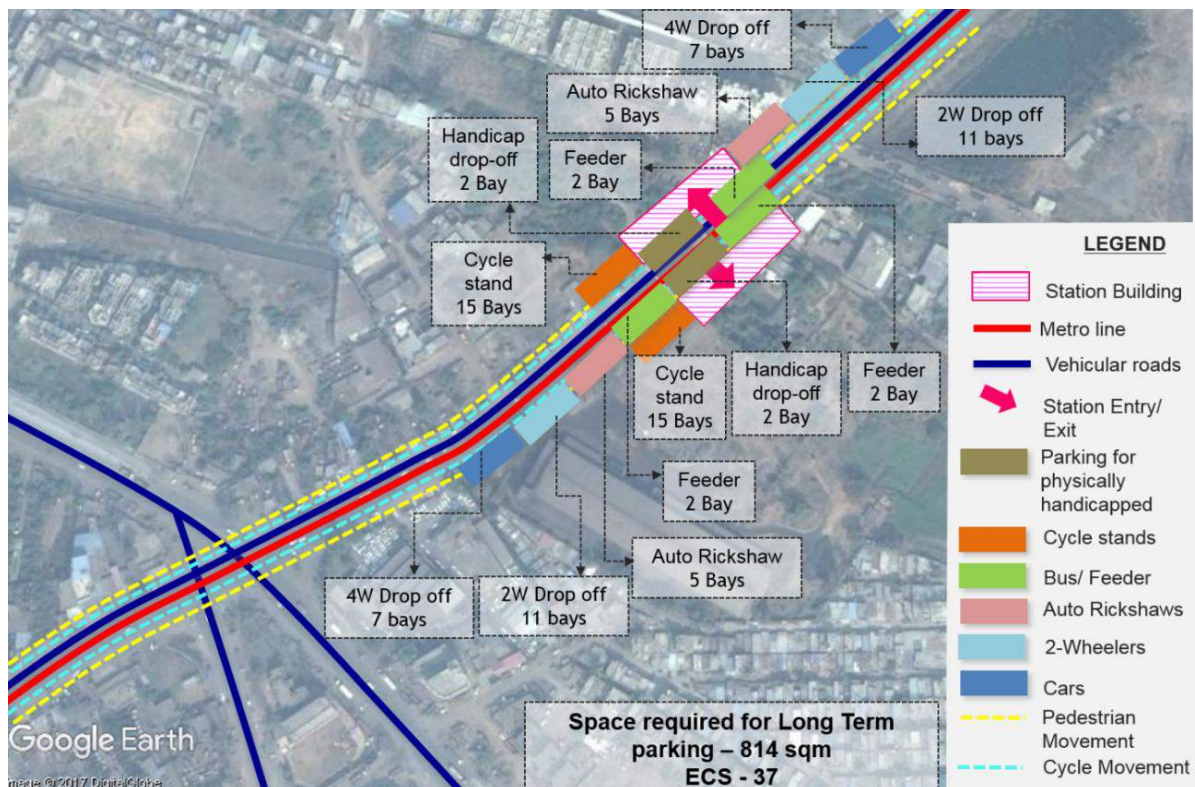 4W Drop off
7 bays
Auto Rickshaw
5 Bays
2W Drop off
11 bays
Handicap
drop-off
2 Bay
Feeder
2 Bay
Cycle
stand
15 Bays
Cycle
stand
15 Bays
Handicap
drop-off
2 Bay
Feeder
2 Bay
Feeder
2 Bay
Auto Rickshaw
5 Bays
4W Drop off
7 bays
2W Drop off
11 bays
Space required for Long Term
parking – 814 sqm
ECS - 37
LEGEND
Station Building
Metro line
Vehicular roads
Station Entry/
Exit
Parking for
physically
handicapped
Cycle stands
Bus/ Feeder
Auto Rickshaws
2-Wheelers
Cars
Pedestrian
Movement
Cycle Movement
Google Earth
Image © 2017 DigitalGlobe